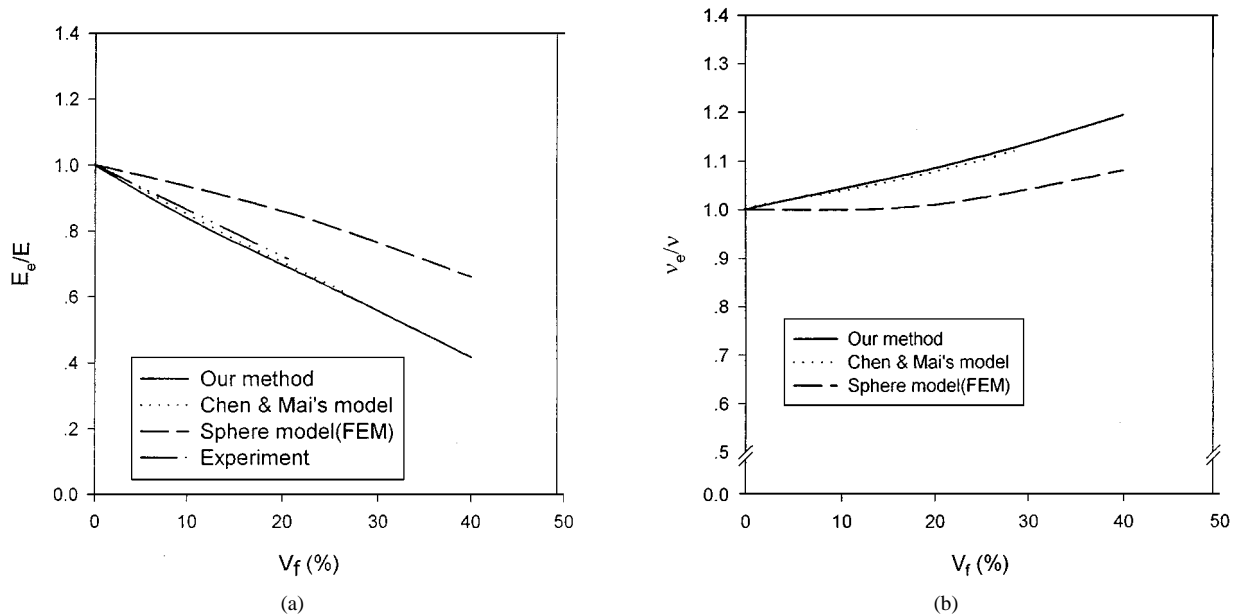 1.4
1.2
1.0
.8
.6
.4
.2
0.0
E_e/E
Our method
Chen & Mai's model
Sphere model(FEM)
Experiment
0 10 20 30 40 50
V_f (%)
(a)
1.4
1.3
1.2
1.1
1.0
.9
.8
.7
.6
.5
0.0
ν_e/ν
Our method
Chen & Mai's model
Sphere model(FEM)
0 10 20 30 40 50
V_f (%)
(b)